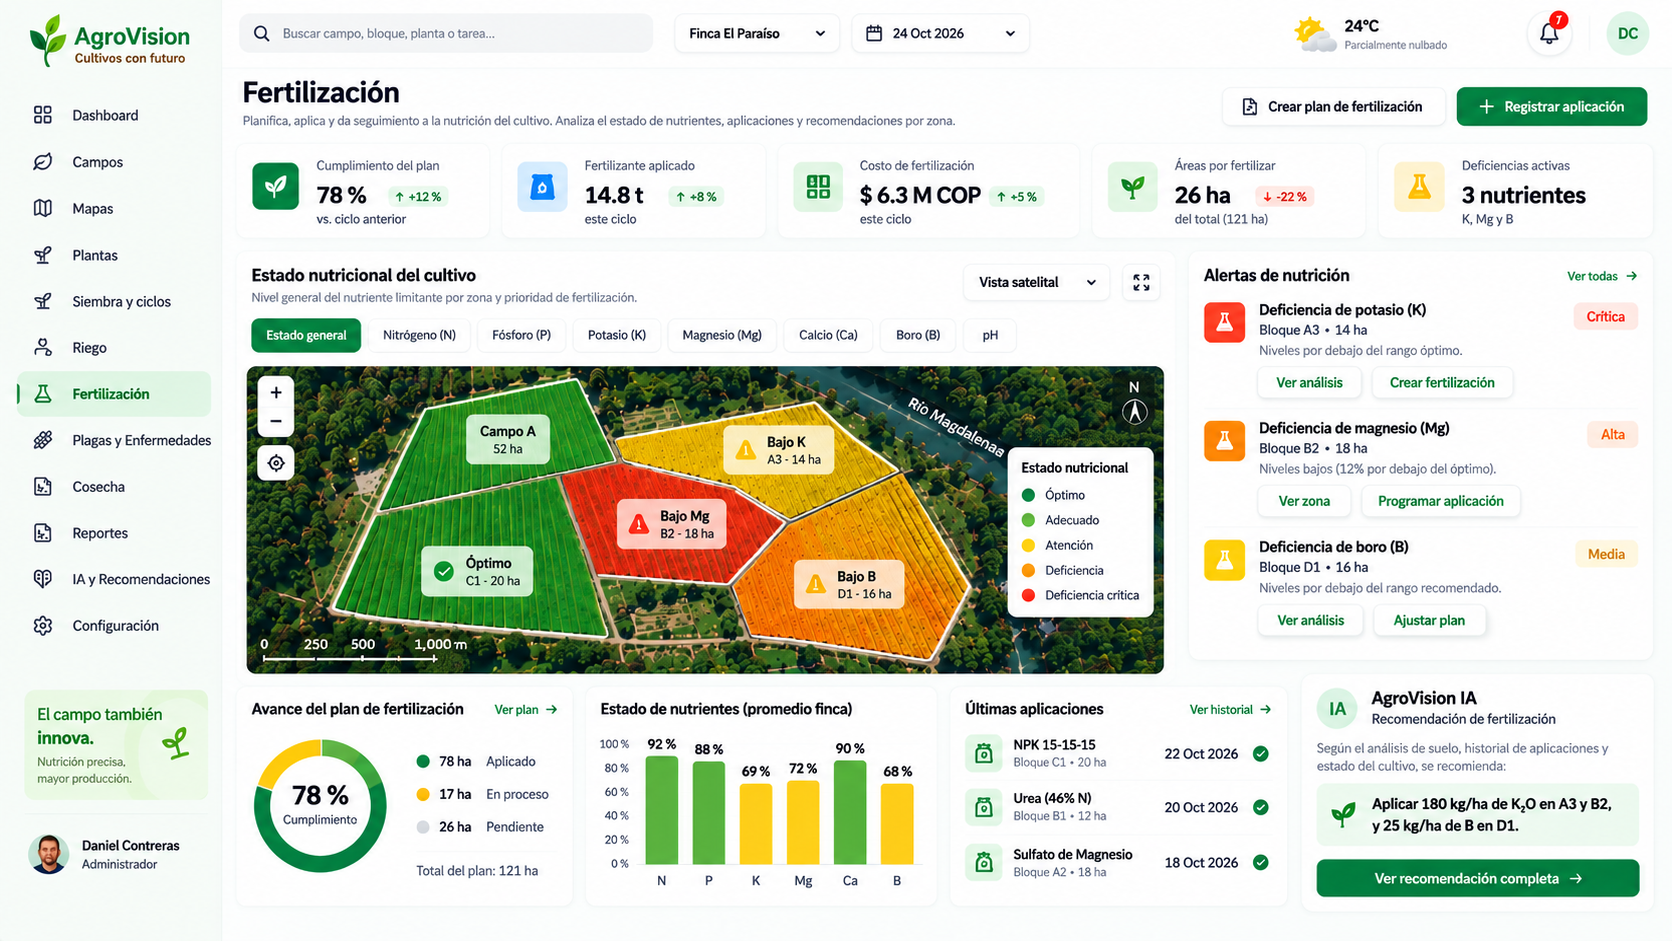 AgroVision
Cultivos con futuro
Buscar campo, bloque, planta o tarea...
Finca El Paraíso
24 Oct 2026
24°C
Parcialmente nulbado
7
DC
Dashboard
Campos
Mapas
Plantas
Siembra y ciclos
Riego
Fertilización
Plagas y Enfermedades
Cosecha
Reportes
IA y Recomendaciones
Configuración
El campo también
innova.
Nutrición precisa,
mayor producción.
Daniel Contreras
Administrador
Fertilización
Planifica, aplica y da seguimiento a la nutrición del cultivo. Analiza el estado de nutrientes, aplicaciones y recomendaciones por zona.
Crear plan de fertilización
+ Registrar aplicación
Cumplimiento del plan
78 % ↑ +12 %
vs. ciclo anterior
Fertilizante aplicado
14.8 t ↑ +8 %
este ciclo
Costo de fertilización
$ 6.3 M COP ↑ +5 %
este ciclo
Áreas por fertilizar
26 ha ↓ -22 %
del total (121 ha)
Deficiencias activas
3 nutrientes
K, Mg y B
Estado nutricional del cultivo
Nivel general del nutriente limitante por zona y prioridad de fertilización.
Vista satelital
Estado general
Nitrógeno (N)
Fósforo (P)
Potasio (K)
Magnesio (Mg)
Calcio (Ca)
Boro (B)
pH
+
−
Campo A
52 ha
Bajo K
A3 - 14 ha
Bajo Mg
B2 - 18 ha
Óptimo
C1 - 20 ha
Bajo B
D1 - 16 ha
Rio Magdalenaa
N
Estado nutricional
Óptimo
Adecuado
Atención
Deficiencia
Deficiencia crítica
0 250 500 1,000 m
Alertas de nutrición
Ver todas →
Deficiencia de potasio (K)
Crítica
Bloque A3 • 14 ha
Niveles por debajo del rango óptimo.
Ver análisis
Crear fertilización
Deficiencia de magnesio (Mg)
Alta
Bloque B2 • 18 ha
Niveles bajos (12% por debajo del óptimo).
Ver zona
Programar aplicación
Deficiencia de boro (B)
Media
Bloque D1 • 16 ha
Niveles por debajo del rango recomendado.
Ver análisis
Ajustar plan
Avance del plan de fertilización
Ver plan →
78 %
Cumplimiento
78 ha Aplicado
17 ha En proceso
26 ha Pendiente
Total del plan: 121 ha
Estado de nutrientes (promedio finca)
100 %
80 %
60 %
40 %
20 %
0 %
92 % 88 % 69 % 72 % 90 % 68 %
N P K Mg Ca B
Últimas aplicaciones
Ver historial →
NPK 15-15-15
Bloque C1 • 20 ha
22 Oct 2026
Urea (46% N)
Bloque B1 • 12 ha
20 Oct 2026
Sulfato de Magnesio
Bloque A2 • 18 ha
18 Oct 2026
IA
AgroVision IA
Recomendación de fertilización
Según el análisis de suelo, historial de aplicaciones y
estado del cultivo, se recomienda:
Aplicar 180 kg/ha de K₂O en A3 y B2,
y 25 kg/ha de B en D1.
Ver recomendación completa →